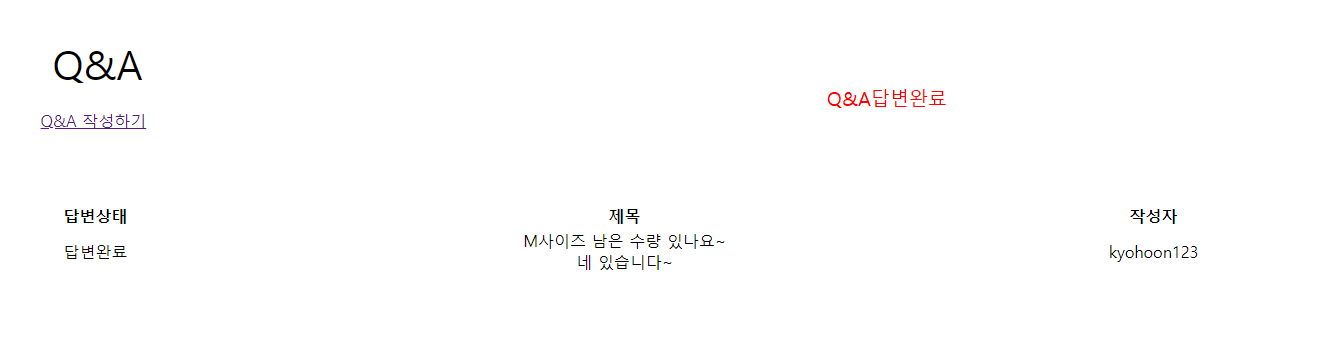 Q&A
Q&A답변완료
Q&A 작성하기
답변상태 제목 작성자
답변완료 M사이즈 남은 수량 있나요~ kyohoon123
네 있습니다~